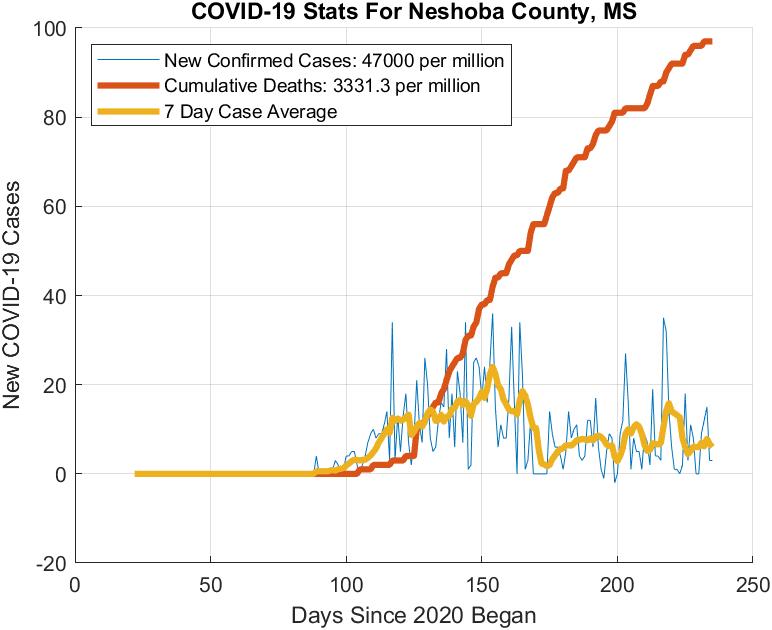 COVID-19 Stats For Neshoba County, MS
New Confirmed Cases: 47000 per million
Cumulative Deaths: 3331.3 per million
7 Day Case Average
New COVID-19 Cases
100
80
60
40
20
0
-20
0 50 100 150 200 250
Days Since 2020 Began